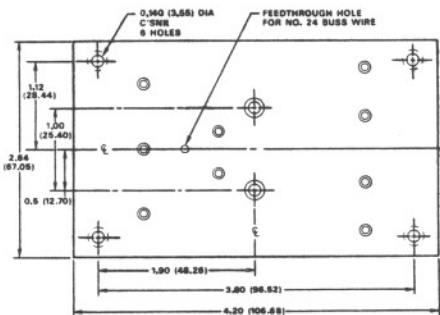 0.140 (3,55) DIA
C'SNK
6 HOLES
FEEDTHROUGH HOLE
FOR NO. 24 BUSS WIRE
1.12
(28.44)
1.00
(25.40)
2.64
(67.05)
0.5 (12.70)
℄
℄
1.90 (48.26)
3.80 (96.52)
4.20 (106.68)